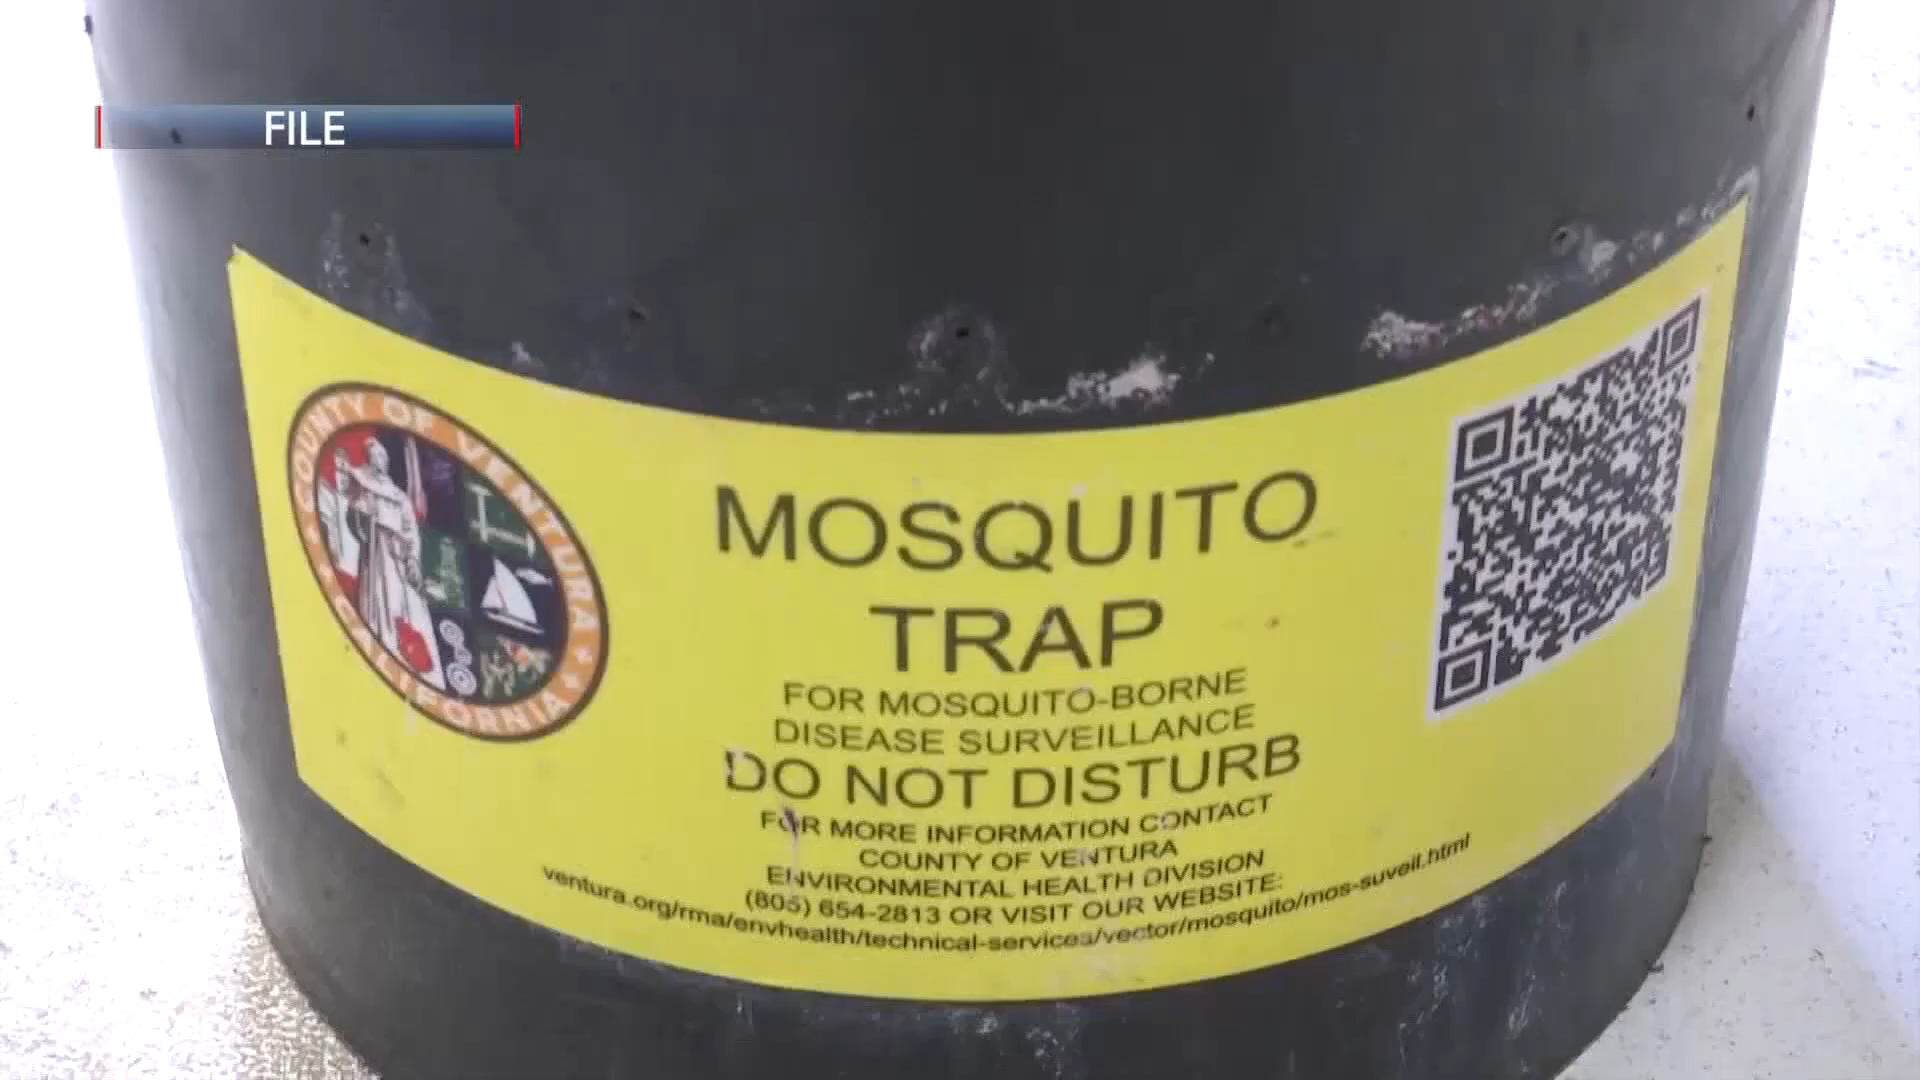 FILE
COUNTY OF VENTURA
CALIFORNIA
MOSQUITO
TRAP
FOR MOSQUITO-BORNE
DISEASE SURVEILLANCE
DO NOT DISTURB
FOR MORE INFORMATION CONTACT
COUNTY OF VENTURA
ENVIRONMENTAL HEALTH DIVISION
(805) 654-2813 OR VISIT OUR WEBSITE:
ventura.org/rma/envhealth/technical-services/vector/mosquito/mos-suveil.html